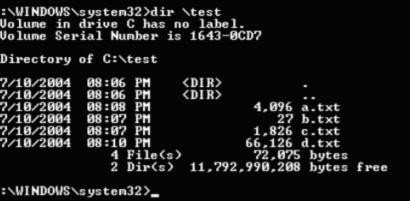 :\WINDOWS\system32>dir \test
Volume in drive C has no label.
Volume Serial Number is 1643-0CD7
Directory of C:\test
7/10/2004 08:06 PM <DIR> .
7/10/2004 08:06 PM <DIR> ..
7/10/2004 08:08 PM 4,096 a.txt
7/10/2004 08:07 PM 27 b.txt
7/10/2004 08:07 PM 1,826 c.txt
7/10/2004 08:10 PM 66,126 d.txt
4 File(s) 72,075 bytes
2 Dir(s) 11,792,990,208 bytes free
:\WINDOWS\system32>_